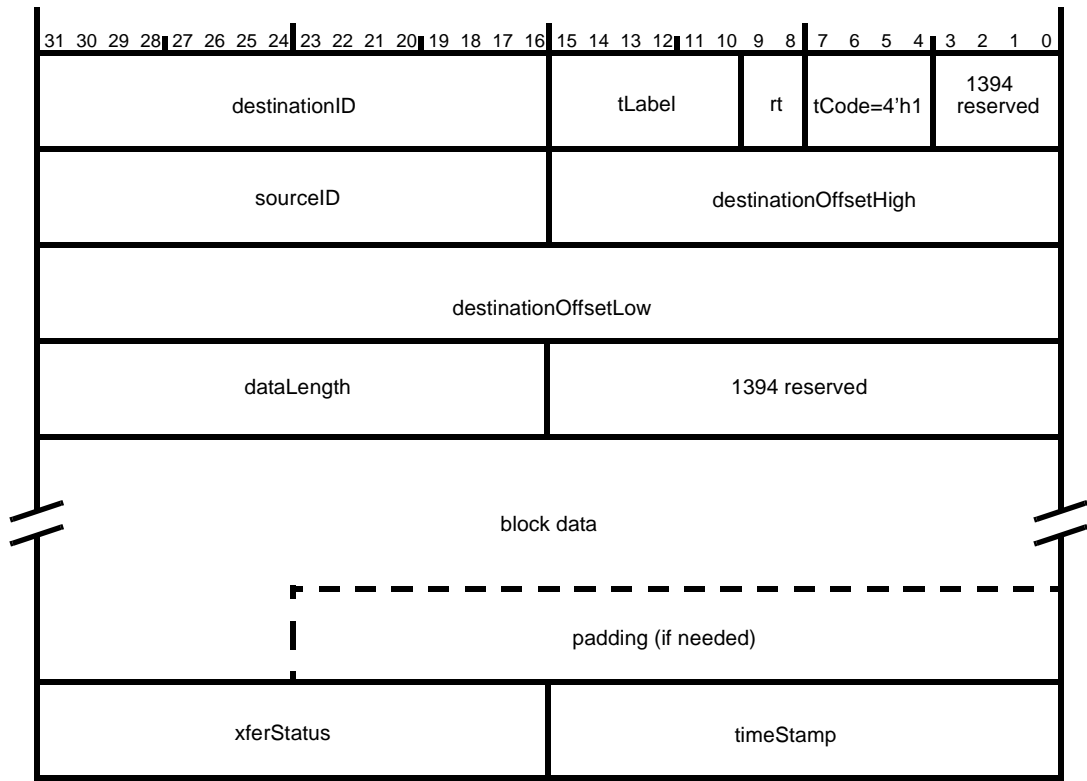 31 30 29 28 27 26 25 24 23 22 21 20 19 18 17 16 15 14 13 12 11 10 9 8 7 6 5 4 3 2 1 0
destinationID tLabel rt tCode=4'h1 1394
reserved
sourceID destinationOffsetHigh
destinationOffsetLow
dataLength 1394 reserved
block data
padding (if needed)
xferStatus timeStamp